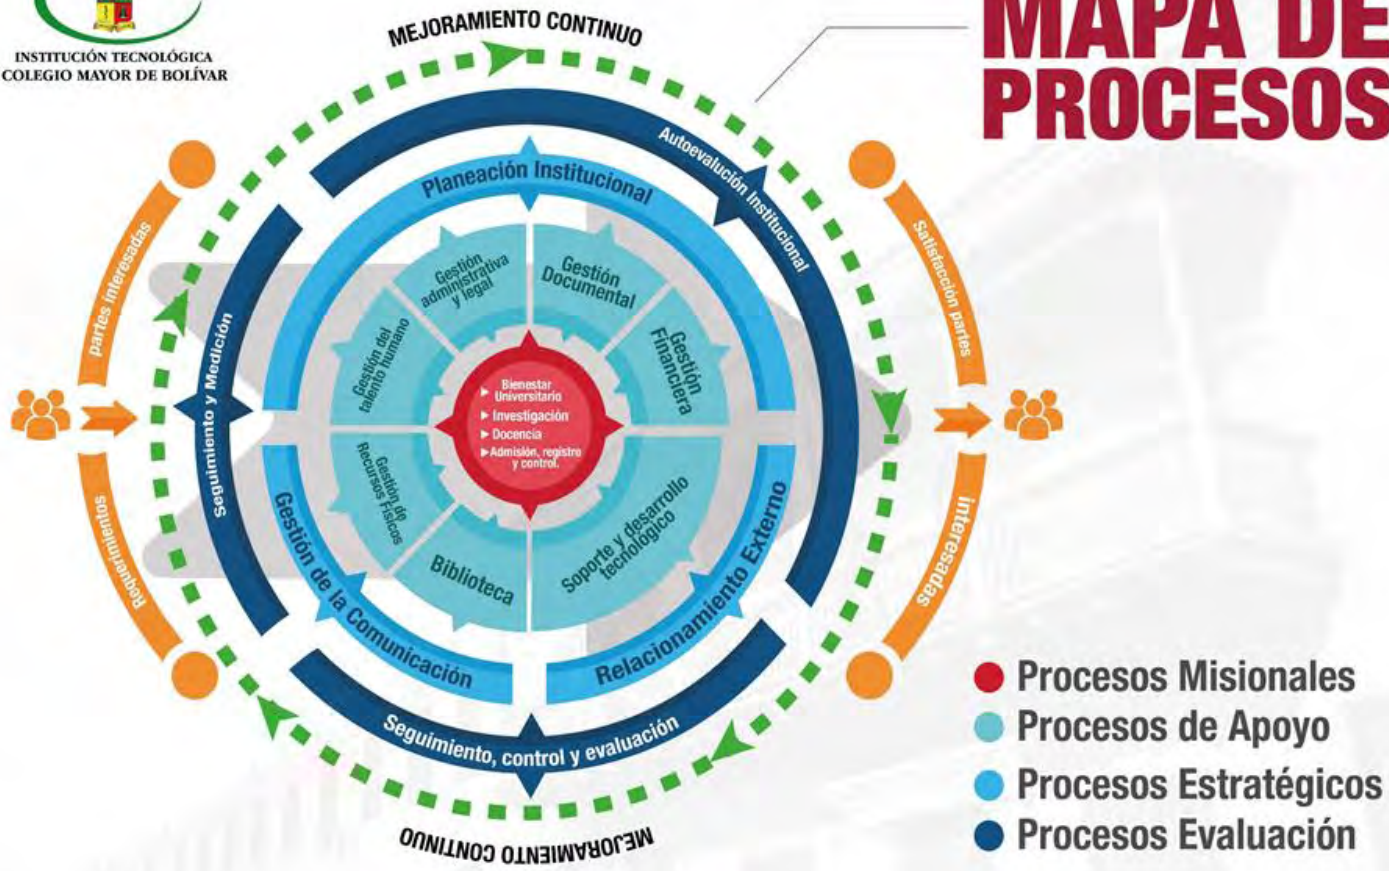 INSTITUCIÓN TECNOLÓGICA
COLEGIO MAYOR DE BOLÍVAR
MAPA DE
PROCESOS
MEJORAMIENTO CONTINUO
Autoevalución Institucional
Planeación Institucional
partes interesadas
Requerimientos
Seguimiento y Medición
Satisfacción partes
interesadas
Gestión
administrativa
y legal
Gestión
Documental
Gestión del
talento humano
Gestión
Financiera
Bienestar
Universitario
Investigación
Docencia
Admisión, registro
y control.
Gestión de
Recursos Físicos
Biblioteca
Soporte y desarrollo
tecnológico
Gestión de la Comunicación
Relacionamiento Externo
Seguimiento, control y evaluación
MEJORAMIENTO CONTINUO
Procesos Misionales
Procesos de Apoyo
Procesos Estratégicos
Procesos Evaluación